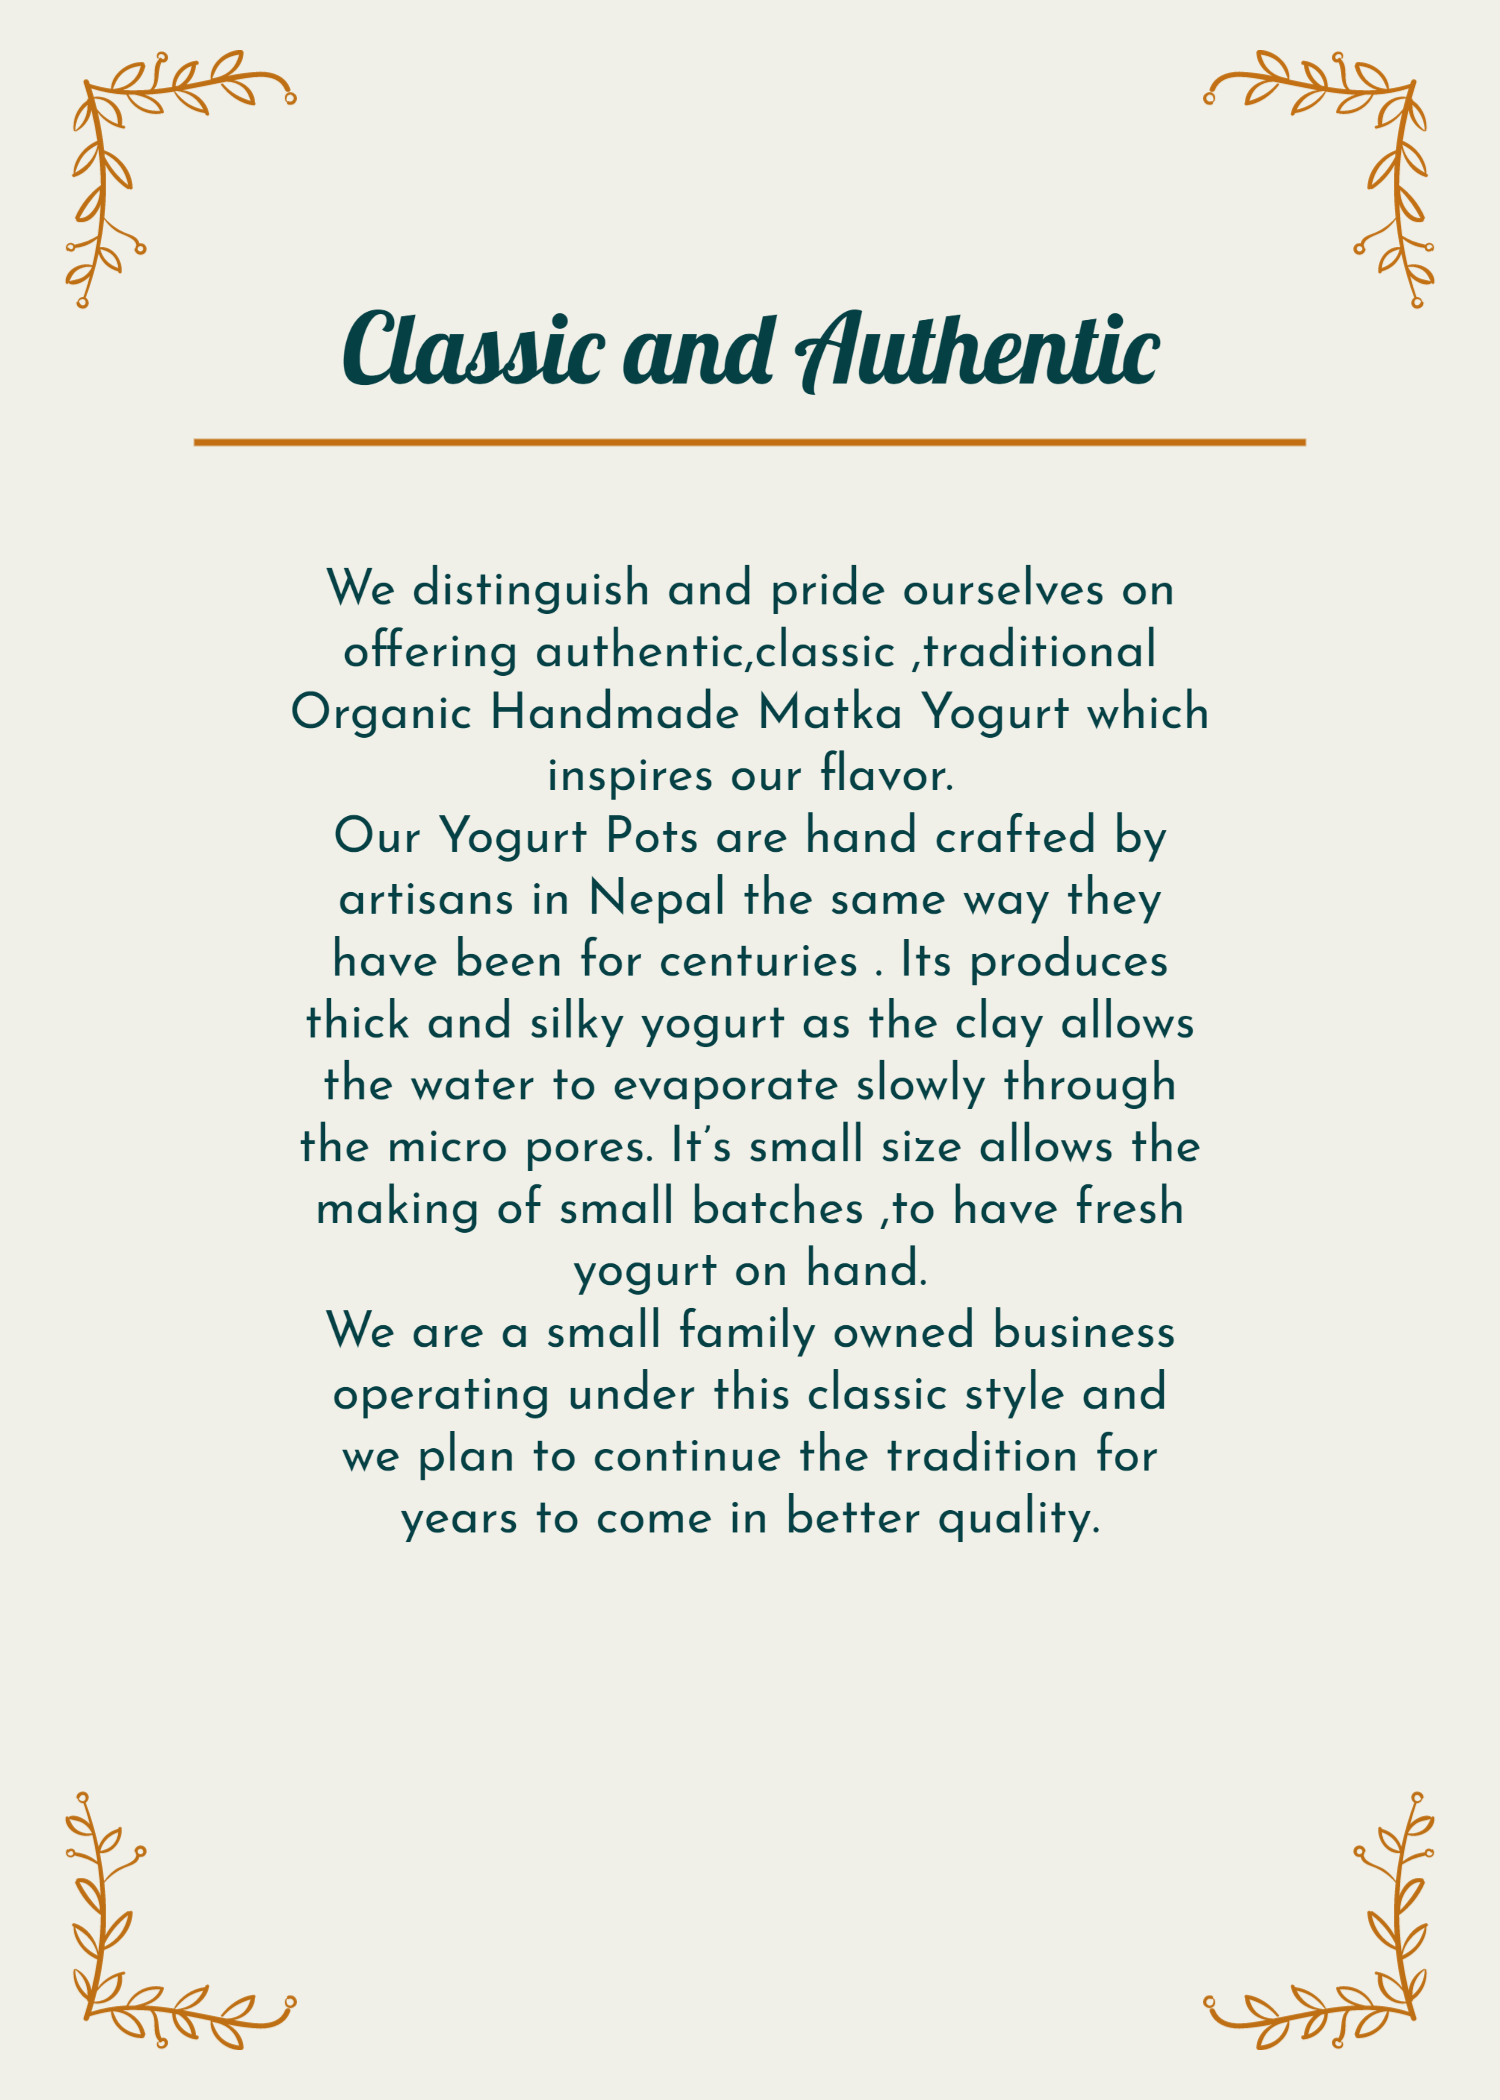 Classic and Authentic
We distinguish and pride ourselves on
offering authentic,classic ,traditional
Organic Handmade Matka Yogurt which
inspires our flavor.
Our Yogurt Pots are hand crafted by
artisans in Nepal the same way they
have been for centuries . Its produces
thick and silky yogurt as the clay allows
the water to evaporate slowly through
the micro pores. It's small size allows the
making of small batches ,to have fresh
yogurt on hand.
We are a small family owned business
operating under this classic style and
we plan to continue the tradition for
years to come in better quality.